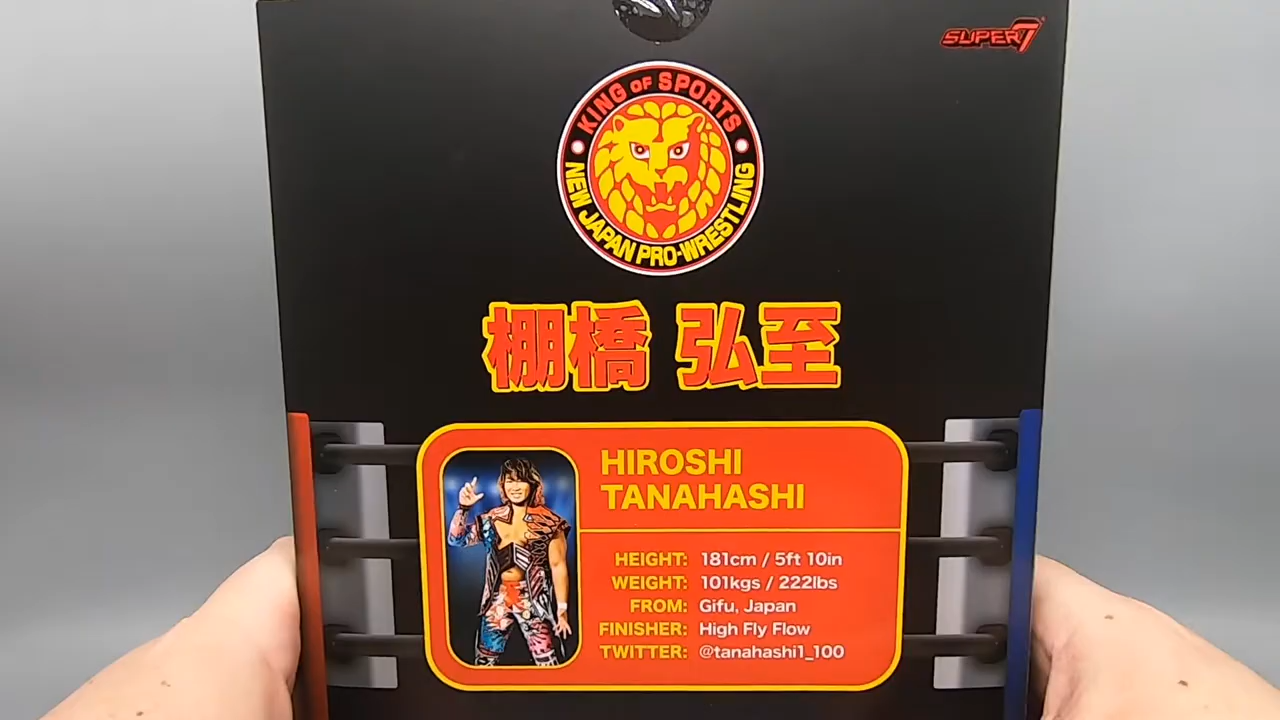 SUPER7
KING OF SPORTS
NEW JAPAN PRO-WRESTLING
棚橋 弘至
HIROSHI
TANAHASHI
HEIGHT: 181cm / 5ft 10in
WEIGHT: 101kgs / 222lbs
FROM: Gifu, Japan
FINISHER: High Fly Flow
TWITTER: @tanahashi1_100